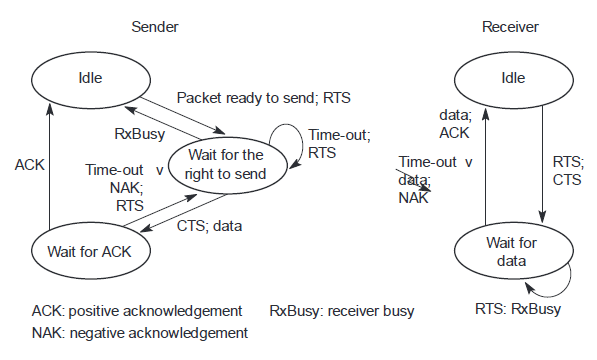 Sender
Receiver
Idle
Idle
Packet ready to send; RTS
data;
ACK
RxBusy
Time-out;
RTS
ACK
Time-out v
NAK;
RTS
Wait for the
right to send
Time-out v
data;
NAK
RTS;
CTS
CTS; data
Wait for ACK
Wait for
data
ACK: positive acknowledgement
RxBusy: receiver busy
RTS: RxBusy
NAK: negative acknowledgement